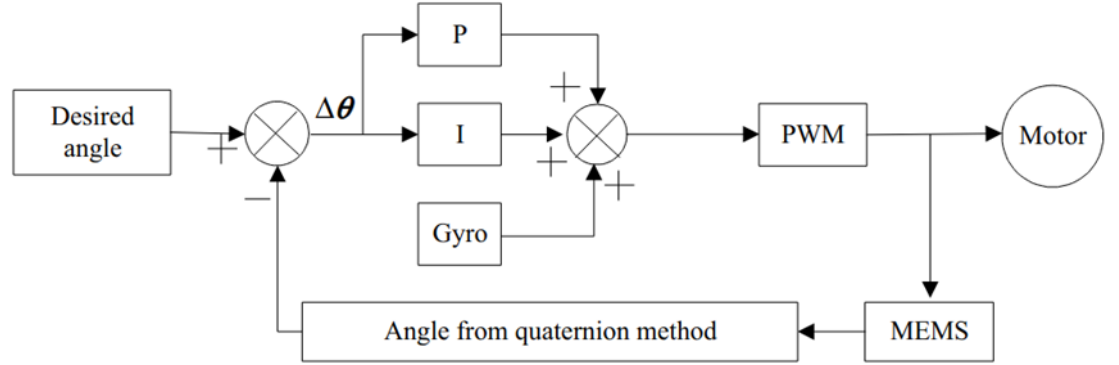 P
Desired
angle
+
Δθ
I
+
+
PWM
Motor
−
Gyro
+
Angle from quaternion method
MEMS